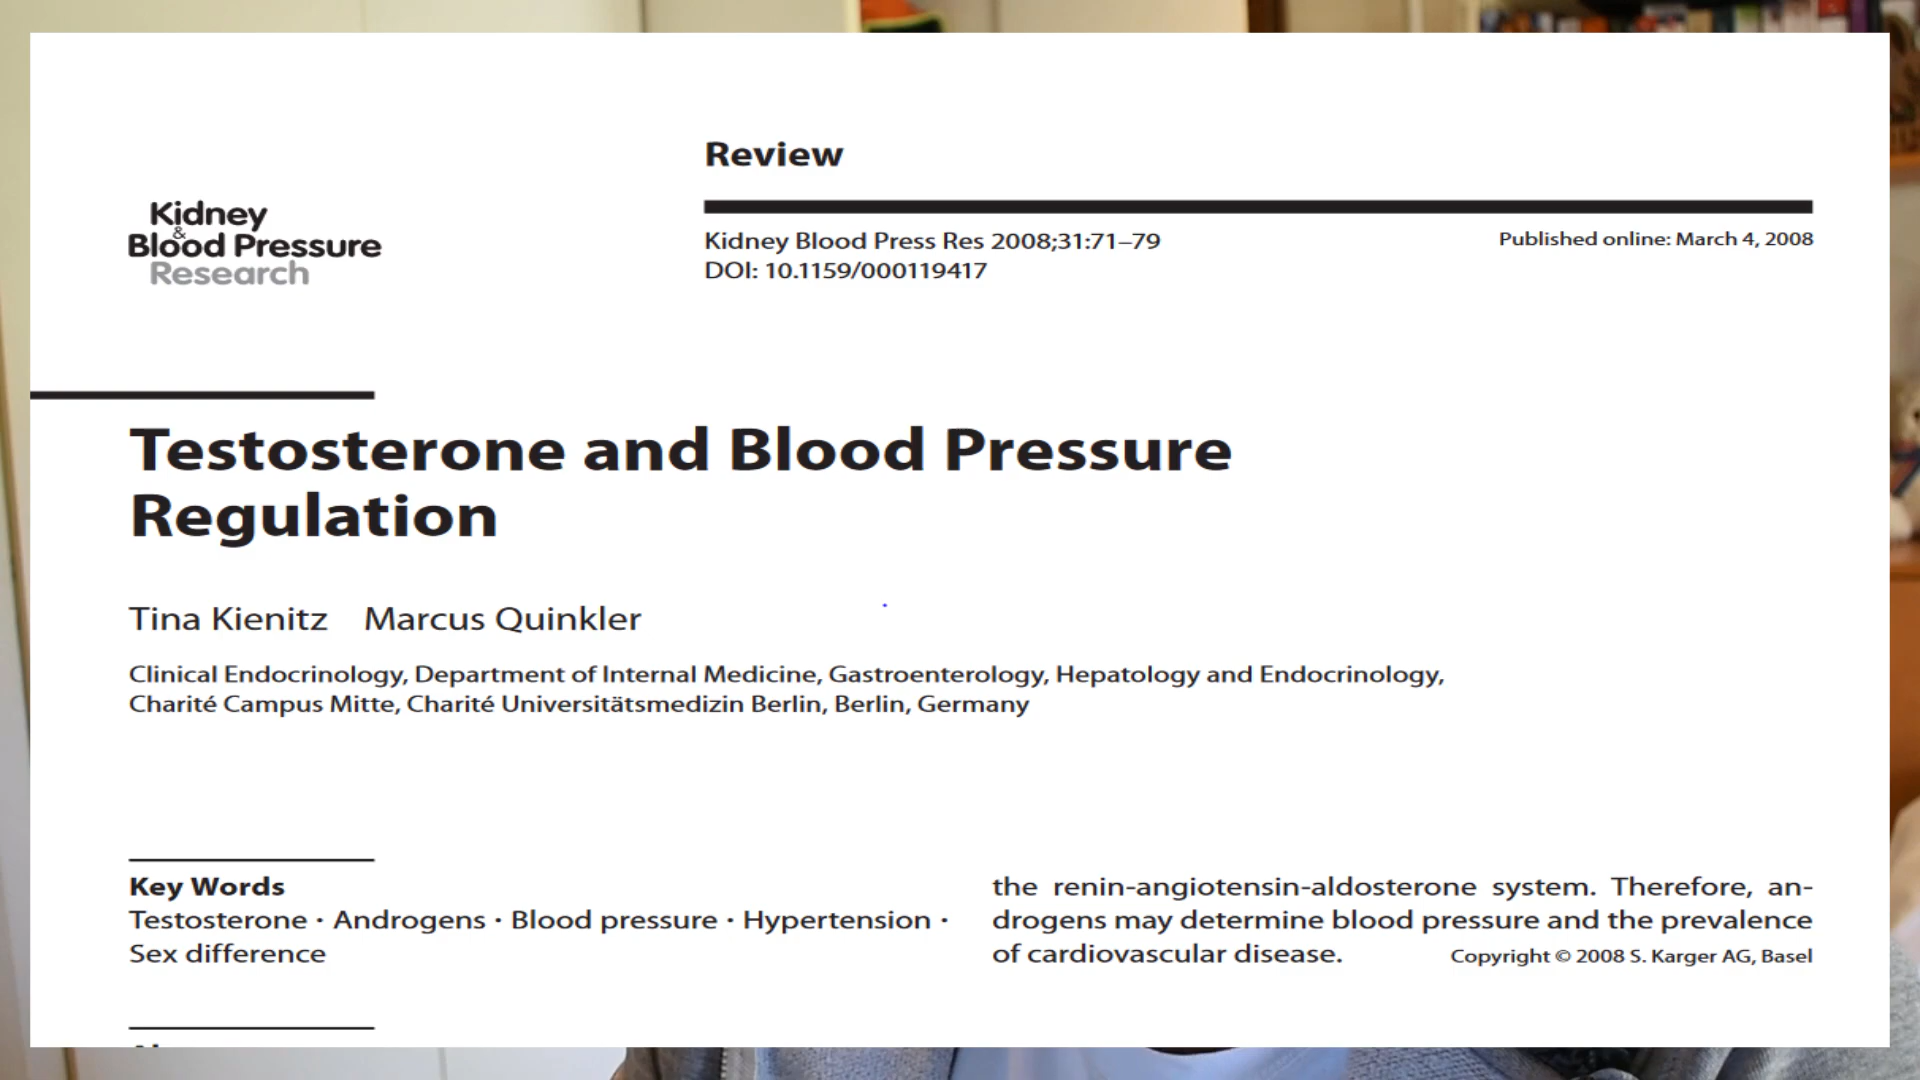 Review
Kidney
&
Blood Pressure
Research
Kidney Blood Press Res 2008;31:71–79
DOI: 10.1159/000119417
Published online: March 4, 2008
Testosterone and Blood Pressure
Regulation
Tina Kienitz Marcus Quinkler
Clinical Endocrinology, Department of Internal Medicine, Gastroenterology, Hepatology and Endocrinology,
Charité Campus Mitte, Charité Universitätsmedizin Berlin, Berlin, Germany
Key Words
Testosterone · Androgens · Blood pressure · Hypertension ·
Sex difference
the renin-angiotensin-aldosterone system. Therefore, an-
drogens may determine blood pressure and the prevalence
of cardiovascular disease.
Copyright © 2008 S. Karger AG, Basel